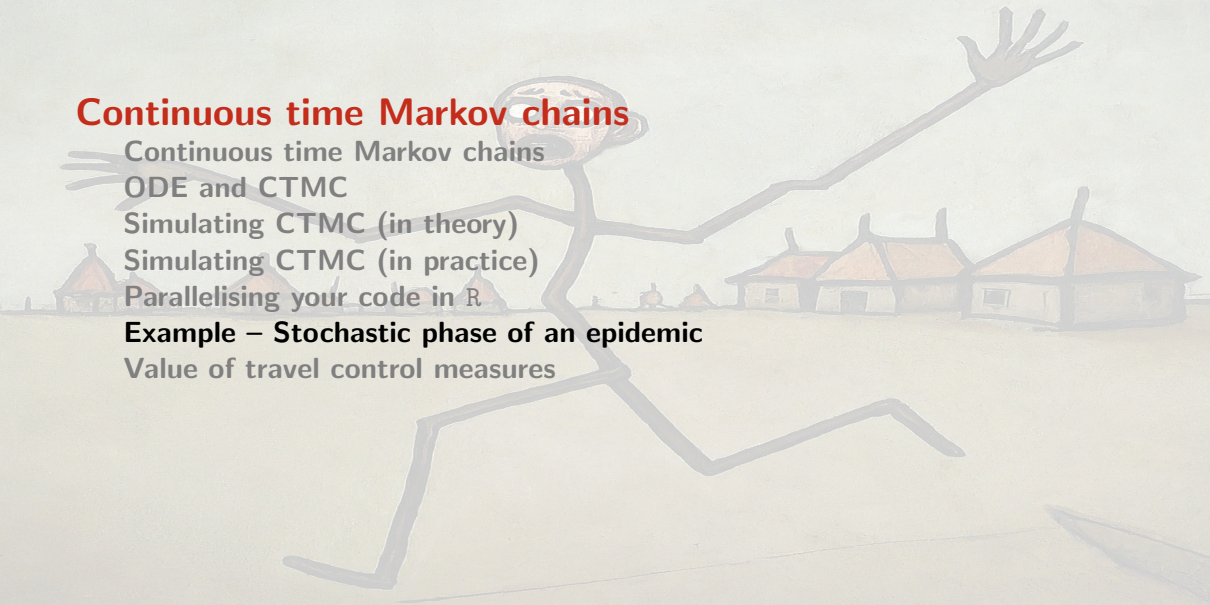 Continuous time Markov chains
Continuous time Markov chains
ODE and CTMC
Simulating CTMC (in theory)
Simulating CTMC (in practice)
Parallelising your code in R
Example – Stochastic phase of an epidemic
Value of travel control measures